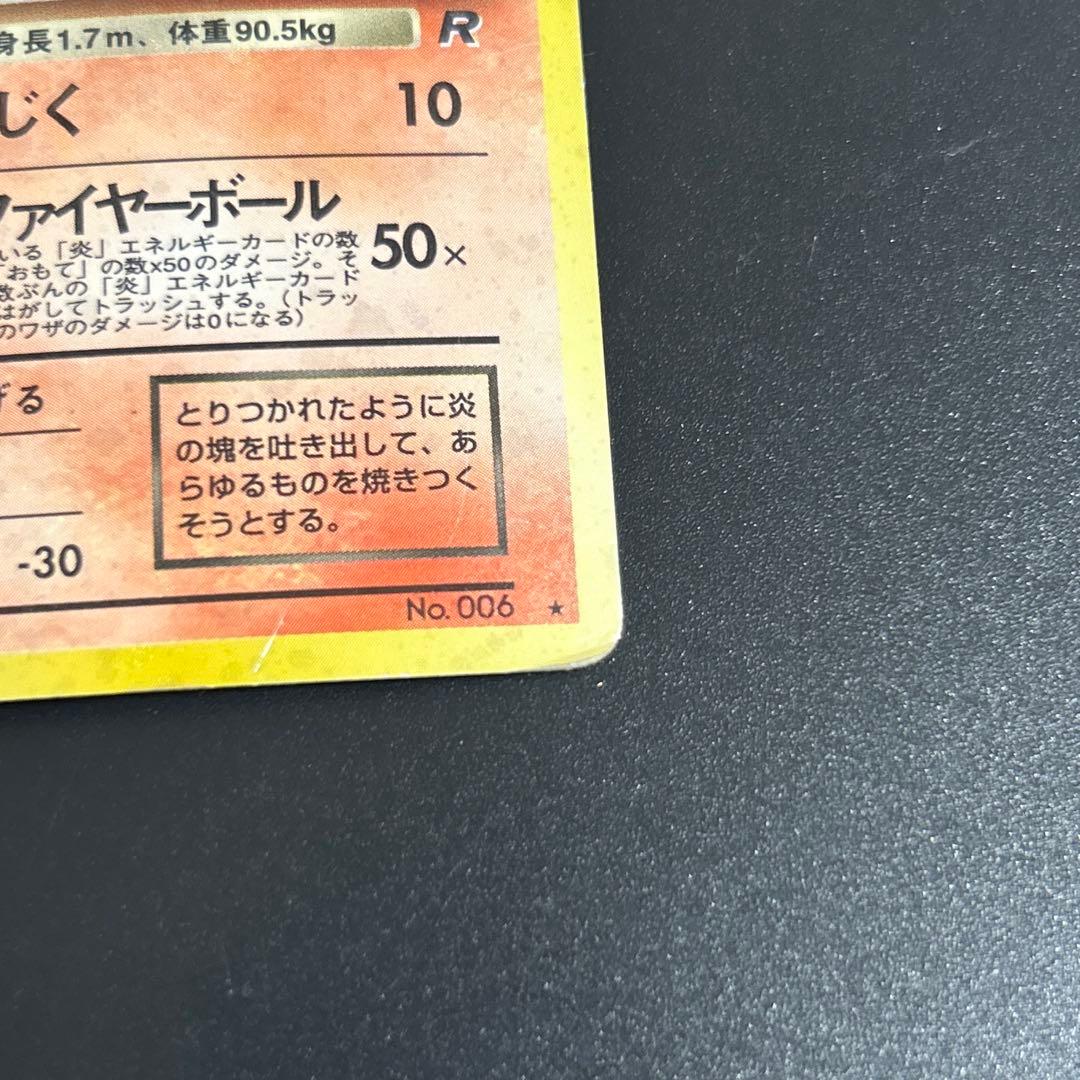 身長1.7m、体重90.5kg R
じく 10
ファイヤーボール
いる「炎」エネルギーカードの数
おもて」の数×50のダメージ。そ
数ぶんの「炎」エネルギーカード
はがしてトラッシュする。(トラッ
のワザのダメージは0になる)
50×
げる
とりつかれたように炎
の塊を吐き出して、あ
らゆるものを焼きつく
そうとする。
-30
No. 006 ★